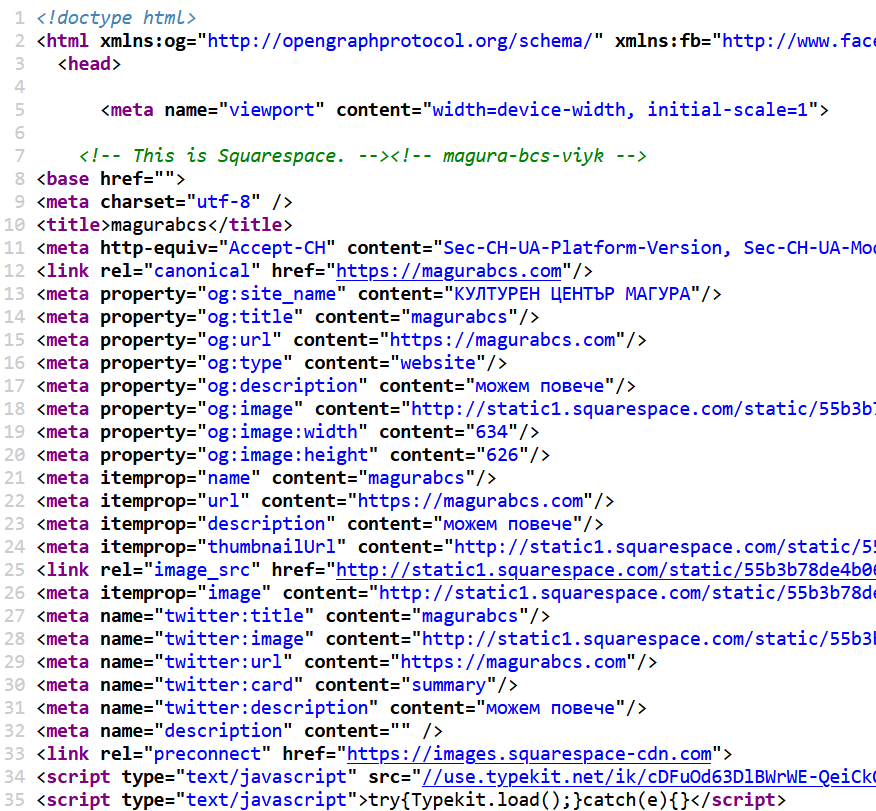 1 <!doctype html>
2 <html xmlns:og="http://opengraphprotocol.org/schema/" xmlns:fb="http://www.face
3 <head>
4
5 <meta name="viewport" content="width=device-width, initial-scale=1">
6
7 <!-- This is Squarespace. --><!-- magura-bcs-viyk -->
8 <base href="">
9 <meta charset="utf-8" />
10 <title>magurabcs</title>
11 <meta http-equiv="Accept-CH" content="Sec-CH-UA-Platform-Version, Sec-CH-UA-Mod
12 <link rel="canonical" href="https://magurabcs.com"/>
13 <meta property="og:site_name" content="КУЛТУРЕН ЦЕНТЪР МАГУРА"/>
14 <meta property="og:title" content="magurabcs"/>
15 <meta property="og:url" content="https://magurabcs.com"/>
16 <meta property="og:type" content="website"/>
17 <meta property="og:description" content="можем повече"/>
18 <meta property="og:image" content="http://static1.squarespace.com/static/55b3b7
19 <meta property="og:image:width" content="634"/>
20 <meta property="og:image:height" content="626"/>
21 <meta itemprop="name" content="magurabcs"/>
22 <meta itemprop="url" content="https://magurabcs.com"/>
23 <meta itemprop="description" content="можем повече"/>
24 <meta itemprop="thumbnailUrl" content="http://static1.squarespace.com/static/55
25 <link rel="image_src" href="http://static1.squarespace.com/static/55b3b78de4b06
26 <meta itemprop="image" content="http://static1.squarespace.com/static/55b3b78de
27 <meta name="twitter:title" content="magurabcs"/>
28 <meta name="twitter:image" content="http://static1.squarespace.com/static/55b3b
29 <meta name="twitter:url" content="https://magurabcs.com"/>
30 <meta name="twitter:card" content="summary"/>
31 <meta name="twitter:description" content="можем повече"/>
32 <meta name="description" content="" />
33 <link rel="preconnect" href="https://images.squarespace-cdn.com">
34 <script type="text/javascript" src="//use.typekit.net/ik/cDFuOd63DlBWrWE-QeiCkC
35 <script type="text/javascript">try{Typekit.load();}catch(e){}</script>